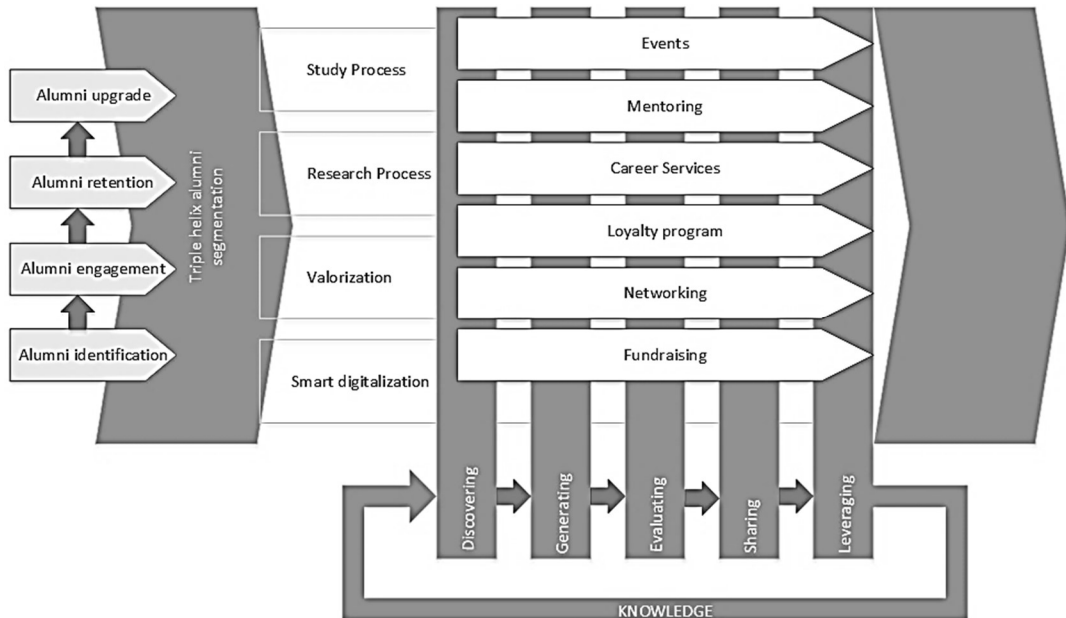 Alumni upgrade
Alumni retention
Alumni engagement
Alumni identification
Triple helix alumni
segmentation
Study Process
Research Process
Valorization
Smart digitalization
Events
Mentoring
Career Services
Loyalty program
Networking
Fundraising
Discovering
Generating
Evaluating
Sharing
Leveraging
KNOWLEDGE